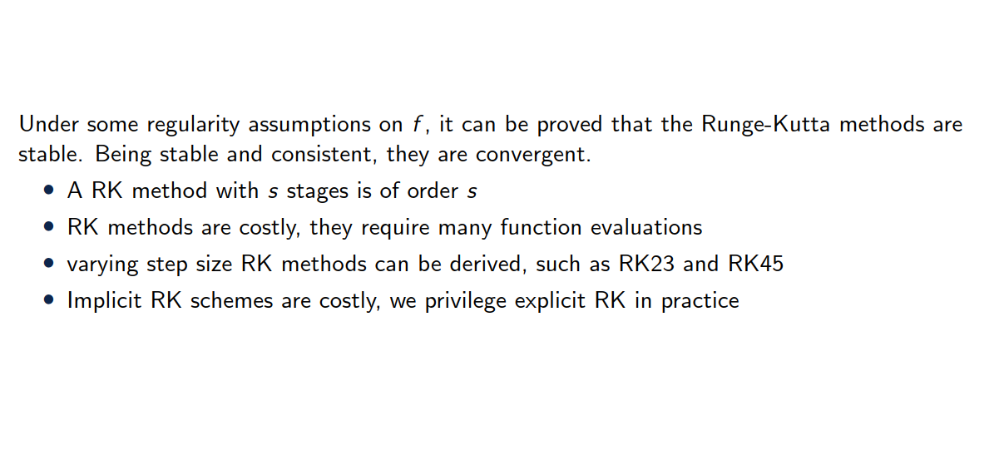 Under some regularity assumptions on f, it can be proved that the Runge-Kutta methods are
stable. Being stable and consistent, they are convergent.
• A RK method with s stages is of order s
• RK methods are costly, they require many function evaluations
• varying step size RK methods can be derived, such as RK23 and RK45
• Implicit RK schemes are costly, we privilege explicit RK in practice